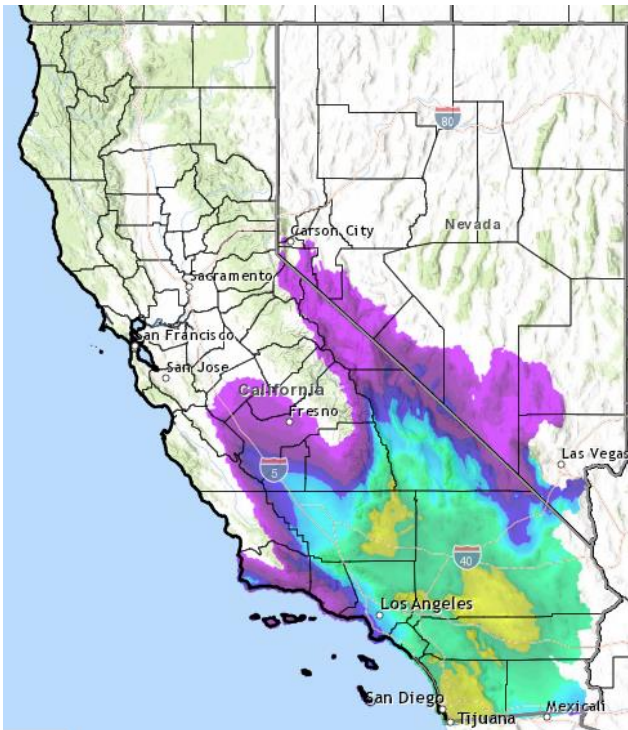 80
Carson City
Nevada
Sacramento
San Francisco
San Jose
California
Fresno
5
Las Vegas
40
Los Angeles
San Diego
Tijuana
Mexicali